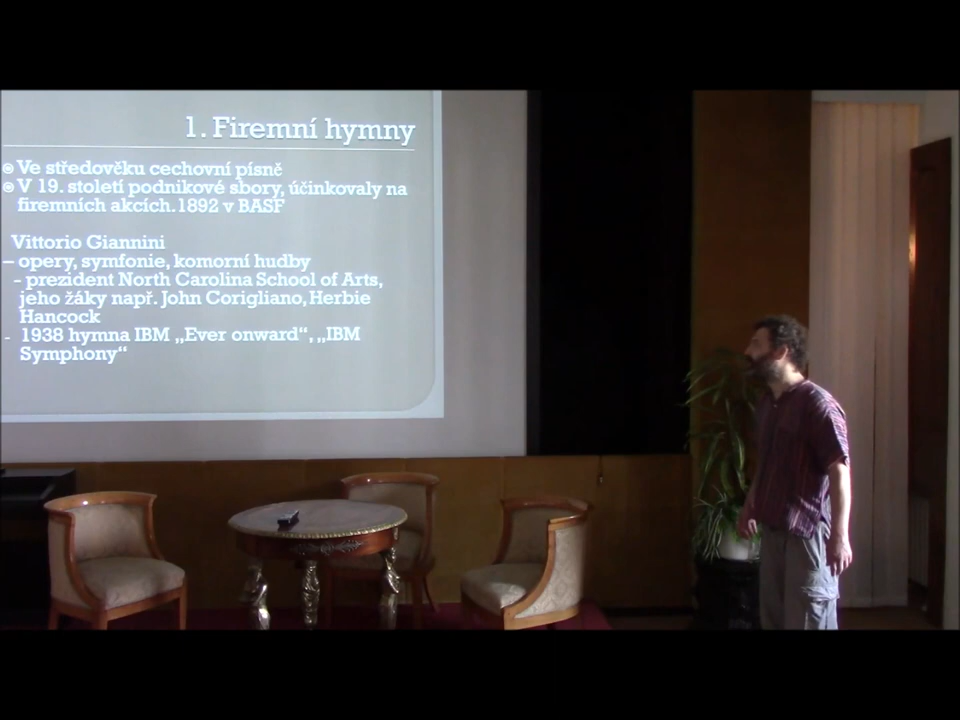 1. Firemní hymny
Ve středověku cechovní písně
V 19. století podnikové sbory, účinkovaly na
firemních akcích.1892 v BASF
Vittorio Giannini
– opery, symfonie, komorní hudby
- prezident North Carolina School of Arts,
jeho žáky např. John Corigliano, Herbie
Hancock
- 1938 hymna IBM „Ever onward“, „IBM
Symphony“